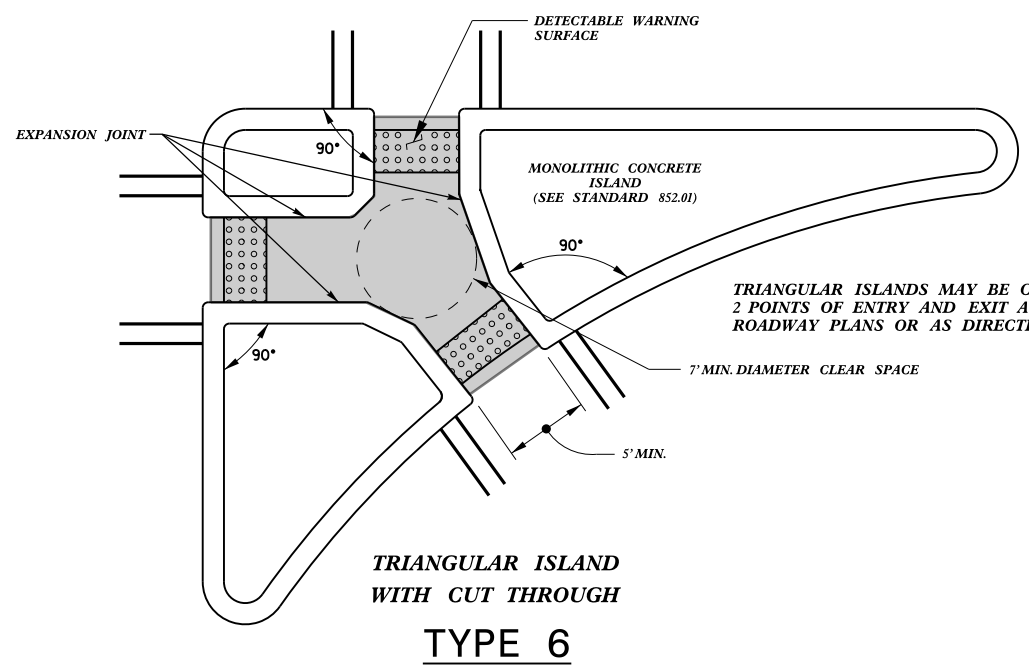 DETECTABLE WARNING
SURFACE
EXPANSION JOINT
90°
MONOLITHIC CONCRETE
ISLAND
(SEE STANDARD 852.01)
90°
TRIANGULAR ISLANDS MAY BE
2 POINTS OF ENTRY AND EXIT
ROADWAY PLANS OR AS
90°
7' MIN. DIAMETER CLEAR SPACE
5' MIN.
TRIANGULAR ISLAND
WITH CUT THROUGH
TYPE 6